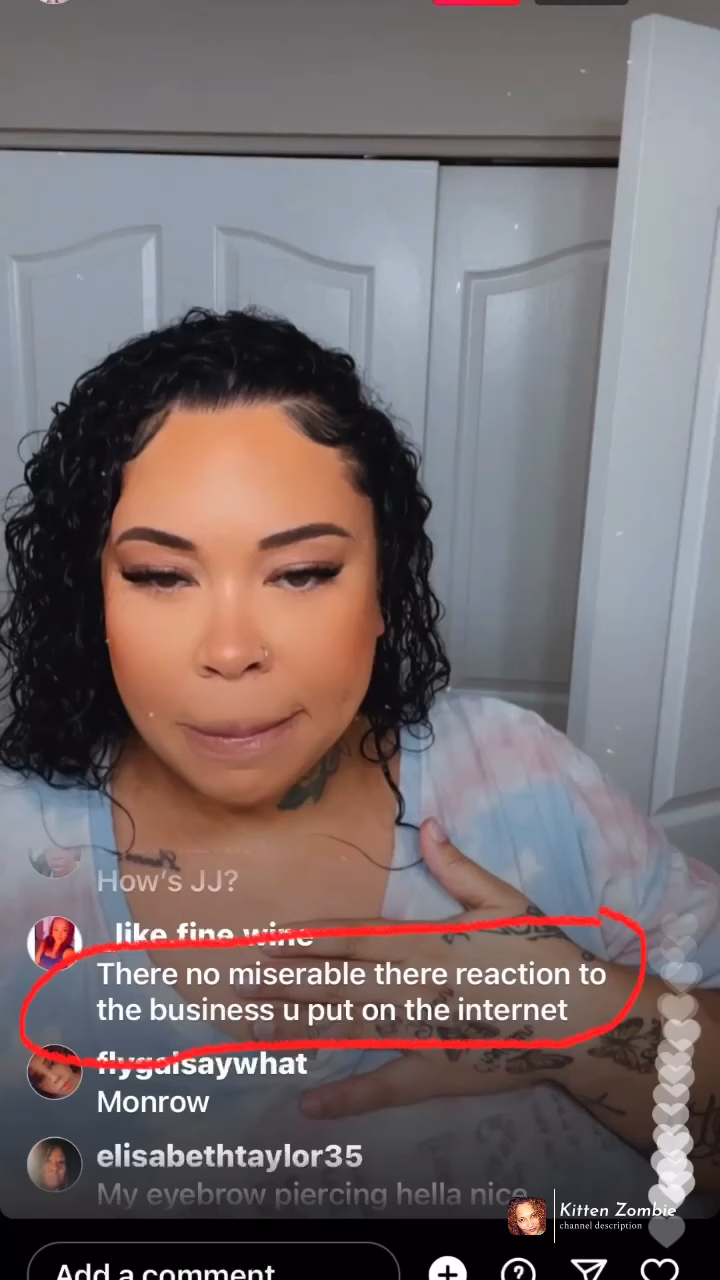 How's JJ?
_like.fine.wine
There no miserable there reaction to
the business u put on the internet
flygalsaywhat
Monrow
elisabethtaylor35
My eyebrow piercing hella nice
Add a comment
Kitten Zombie
channel description